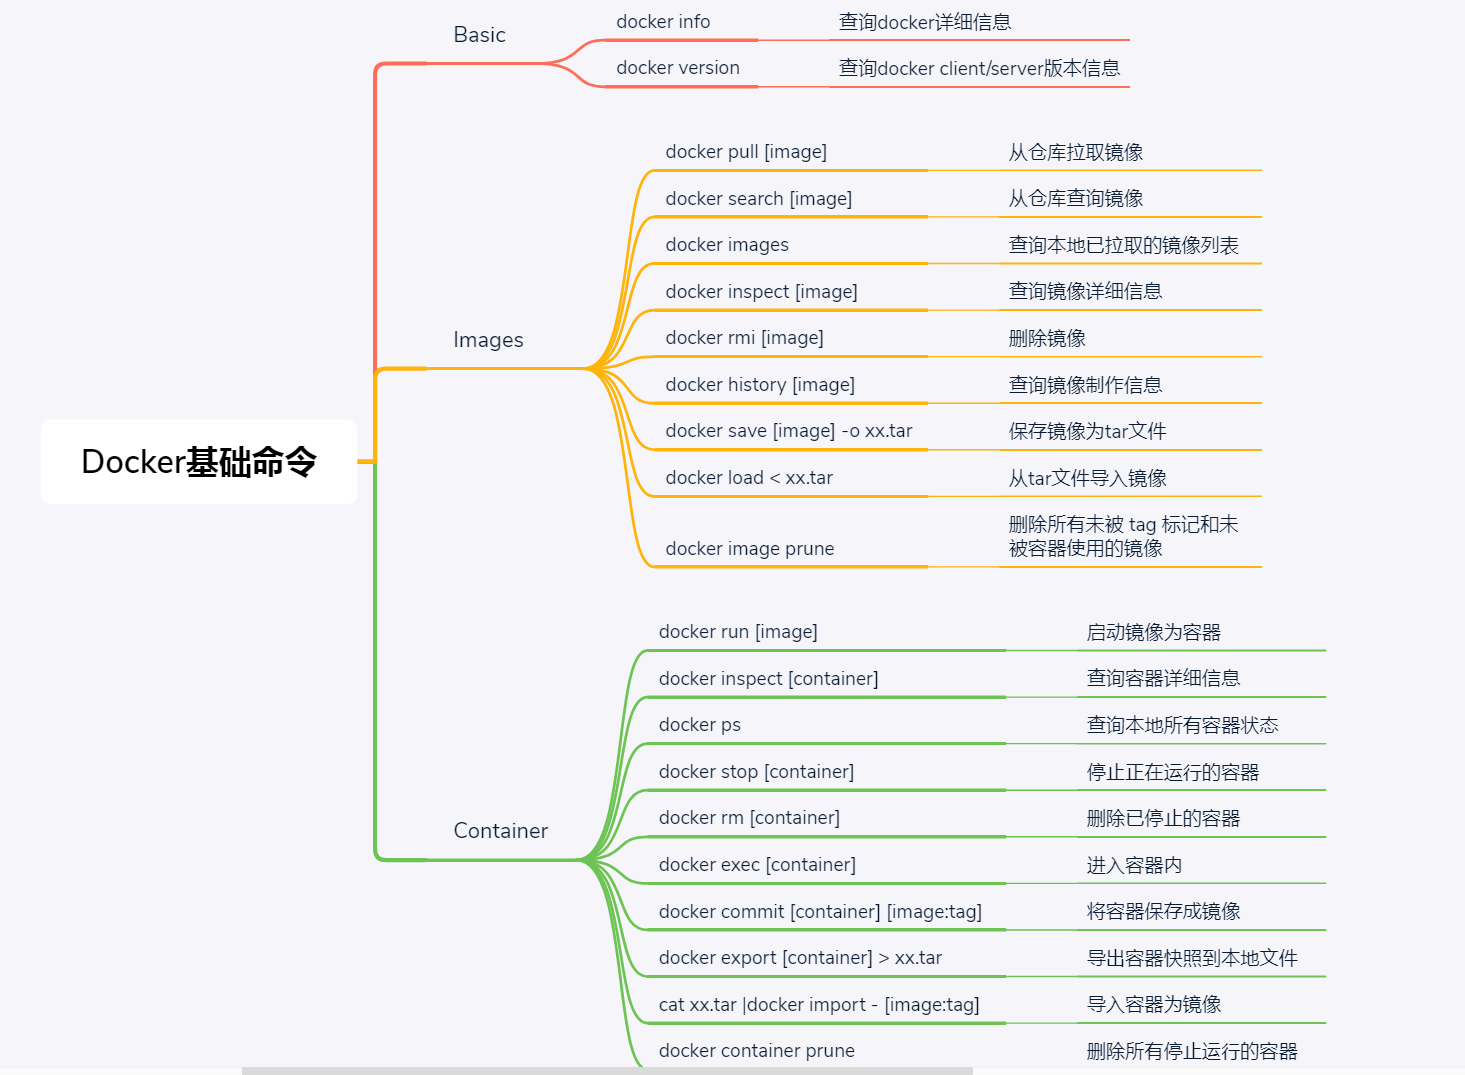 Docker基础命令
Basic
docker info
查询docker详细信息
docker version
查询docker client/server版本信息
Images
docker pull [image]
从仓库拉取镜像
docker search [image]
从仓库查询镜像
docker images
查询本地已拉取的镜像列表
docker inspect [image]
查询镜像详细信息
docker rmi [image]
删除镜像
docker history [image]
查询镜像制作信息
docker save [image] -o xx.tar
保存镜像为tar文件
docker load < xx.tar
从tar文件导入镜像
docker image prune
删除所有未被 tag 标记和未
被容器使用的镜像
Container
docker run [image]
启动镜像为容器
docker inspect [container]
查询容器详细信息
docker ps
查询本地所有容器状态
docker stop [container]
停止正在运行的容器
docker rm [container]
删除已停止的容器
docker exec [container]
进入容器内
docker commit [container] [image:tag]
将容器保存成镜像
docker export [container] > xx.tar
导出容器快照到本地文件
cat xx.tar |docker import - [image:tag]
导入容器为镜像
docker container prune
删除所有停止运行的容器